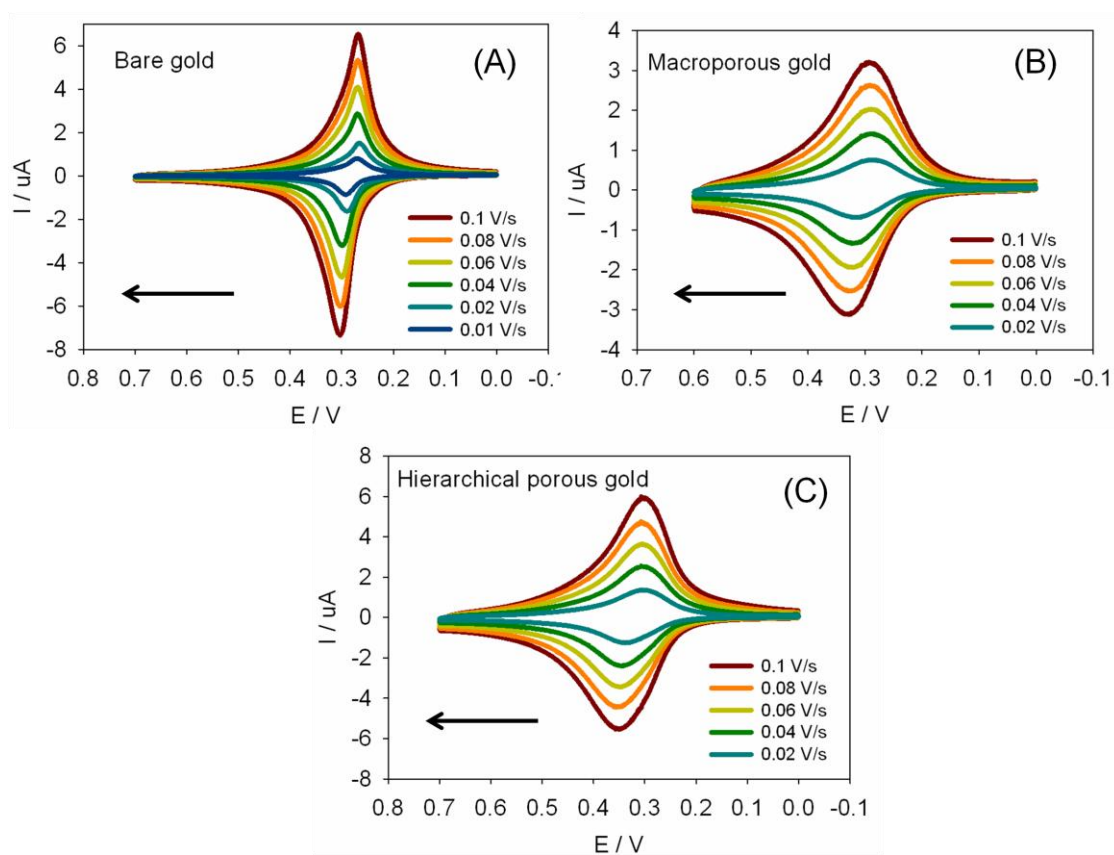 Bare gold
(A)
6
4
2
0
-2
-4
-6
-8
I / uA
0.1 V/s
0.08 V/s
0.06 V/s
0.04 V/s
0.02 V/s
0.01 V/s
0.8 0.7 0.6 0.5 0.4 0.3 0.2 0.1 0.0 -0.1
E / V
Macroporous gold
(B)
4
3
2
1
0
-1
-2
-3
-4
I / uA
0.1 V/s
0.08 V/s
0.06 V/s
0.04 V/s
0.02 V/s
0.7 0.6 0.5 0.4 0.3 0.2 0.1 0.0 -0.1
E / V
Hierarchical porous gold
(C)
8
6
4
2
0
-2
-4
-6
-8
I / uA
0.1 V/s
0.08 V/s
0.06 V/s
0.04 V/s
0.02 V/s
0.8 0.7 0.6 0.5 0.4 0.3 0.2 0.1 0.0 -0.1
E / V